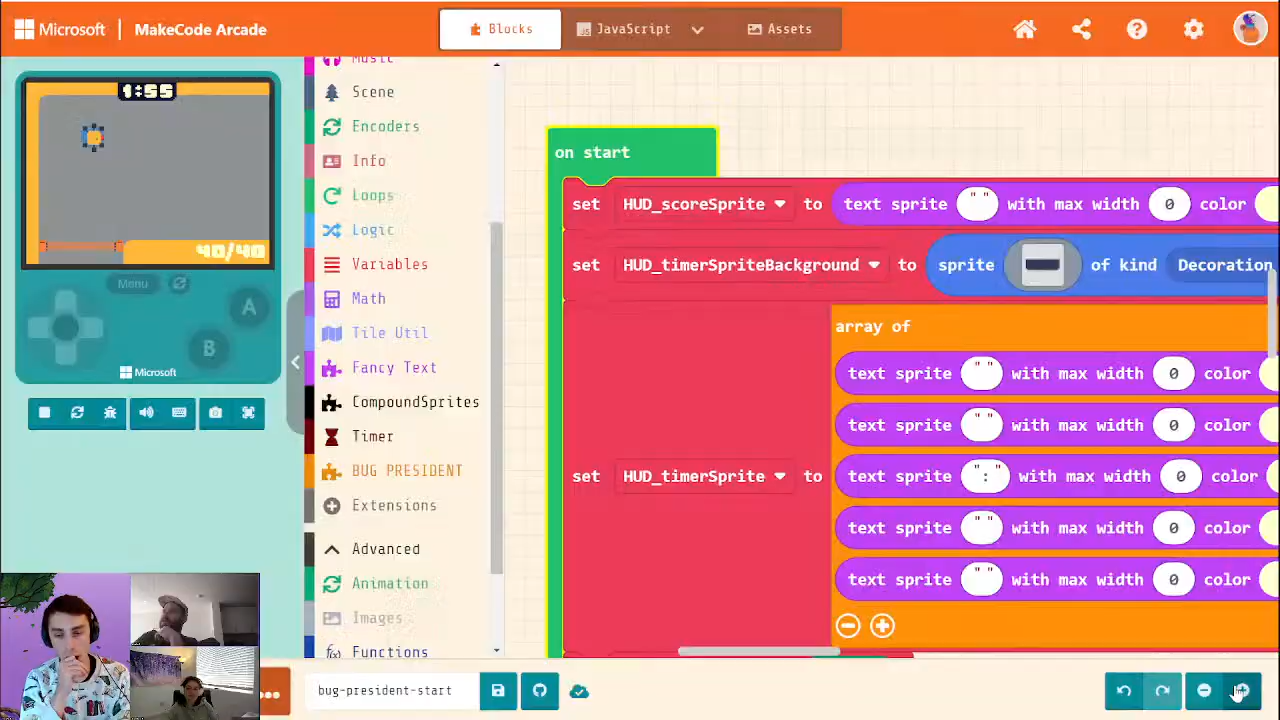 Microsoft | MakeCode Arcade
Blocks
JavaScript
Assets
1:55
40/40
Menu
A
B
Microsoft
Music
Scene
Encoders
Info
Loops
Logic
Variables
Math
Tile Util
Fancy Text
CompoundSprites
Timer
BUG PRESIDENT
Extensions
Advanced
Animation
Images
Functions
on start
set HUD_scoreSprite to text sprite " " with max width 0 color
set HUD_timerSpriteBackground to sprite of kind Decoration
array of
text sprite " " with max width 0 color
text sprite " " with max width 0 color
set HUD_timerSprite to text sprite ":" with max width 0 color
text sprite " " with max width 0 color
text sprite " " with max width 0 color
bug-president-start